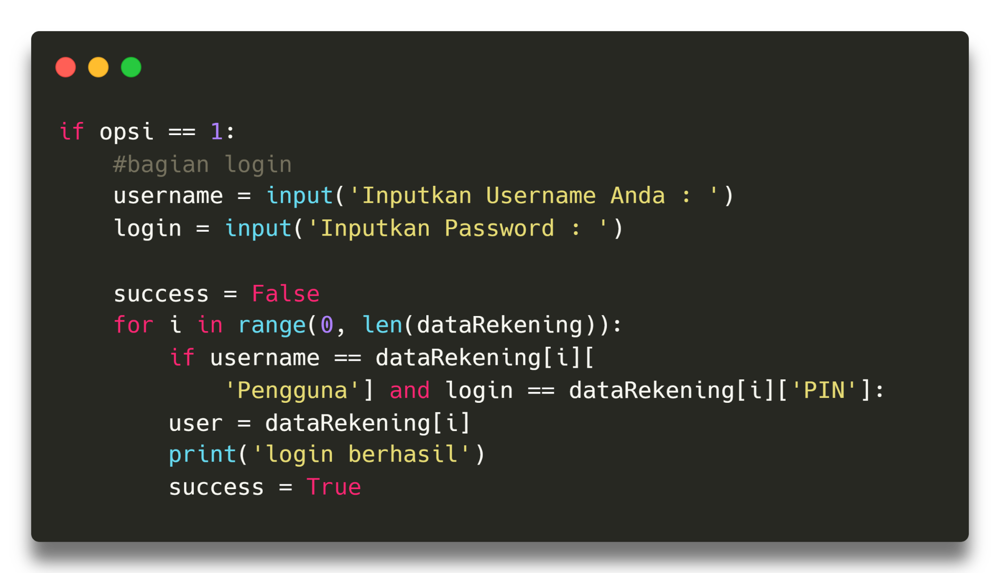 if opsi == 1:
    #bagian login
    username = input('Inputkan Username Anda : ')
    login = input('Inputkan Password : ')

    success = False
    for i in range(0, len(dataRekening)):
        if username == dataRekening[i][
            'Pengguna'] and login == dataRekening[i]['PIN']:
        user = dataRekening[i]
        print('login berhasil')
        success = True